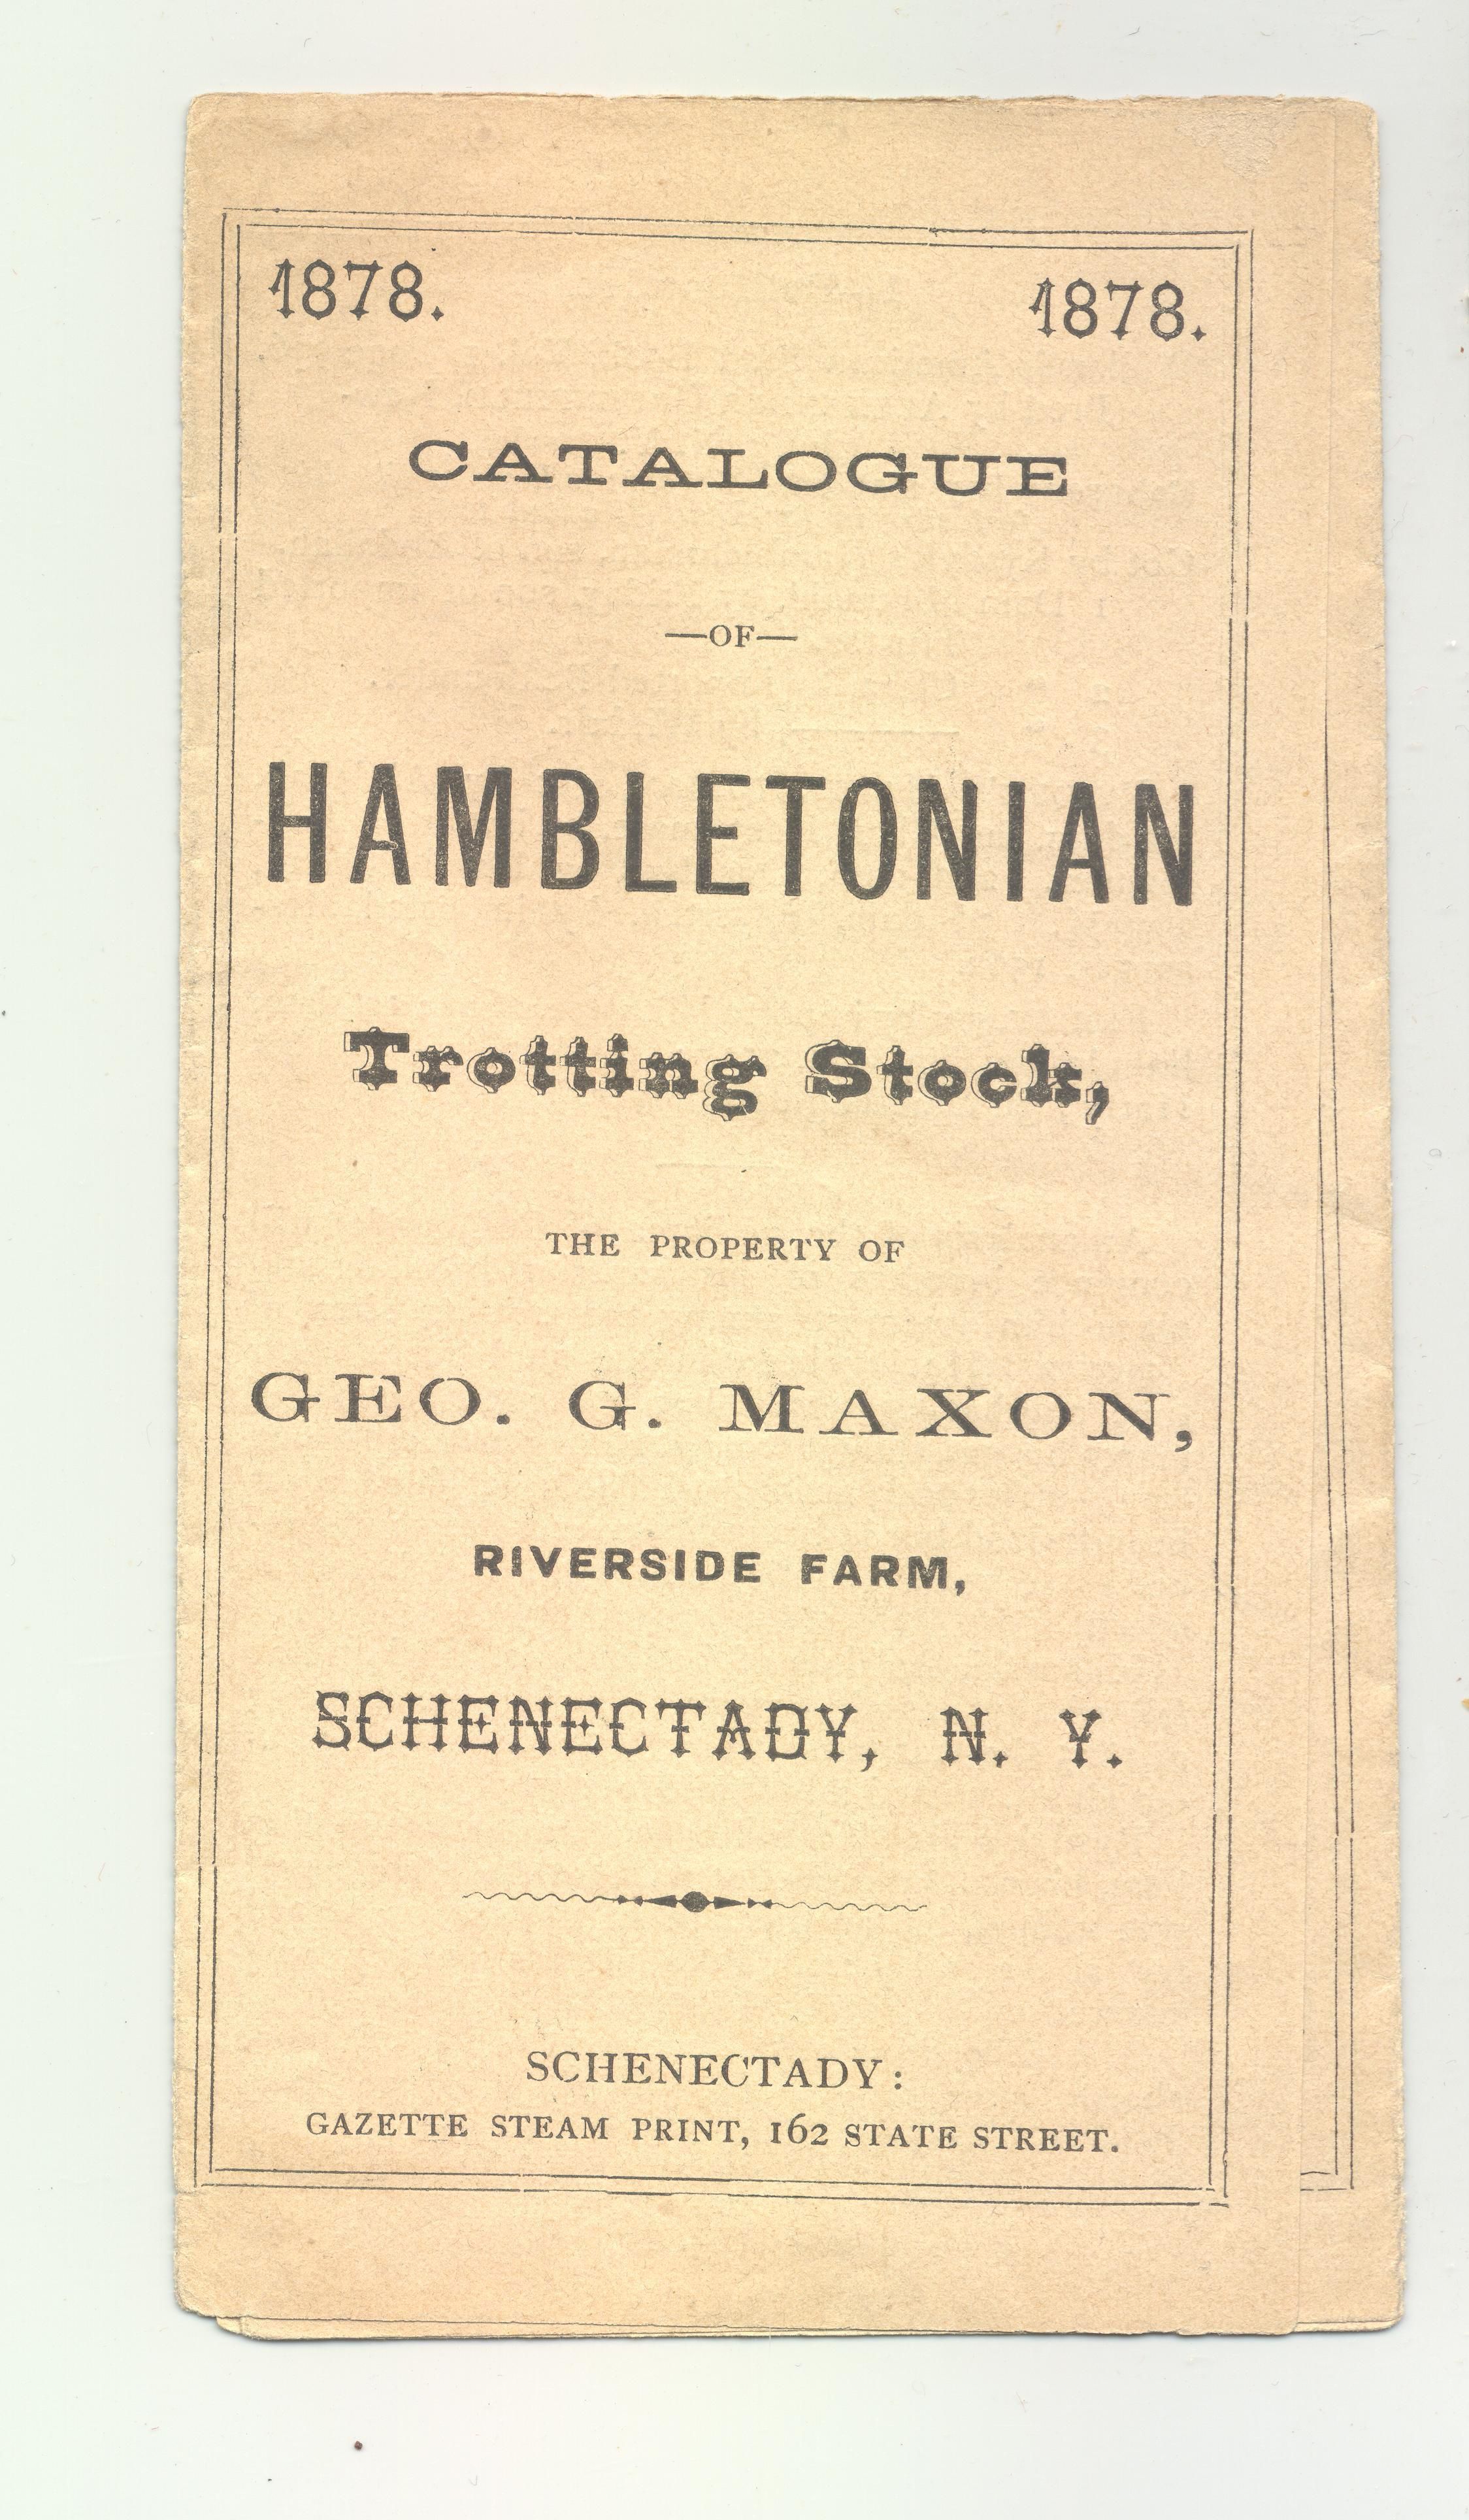 1878. 1878.
CATALOGUE
—OF—
HAMBLETONIAN
Trotting Stock,
THE PROPERTY OF
GEO. G. MAXON,
RIVERSIDE FARM,
SCHENECTADY, N. Y.
SCHENECTADY:
GAZETTE STEAM PRINT, 162 STATE STREET.